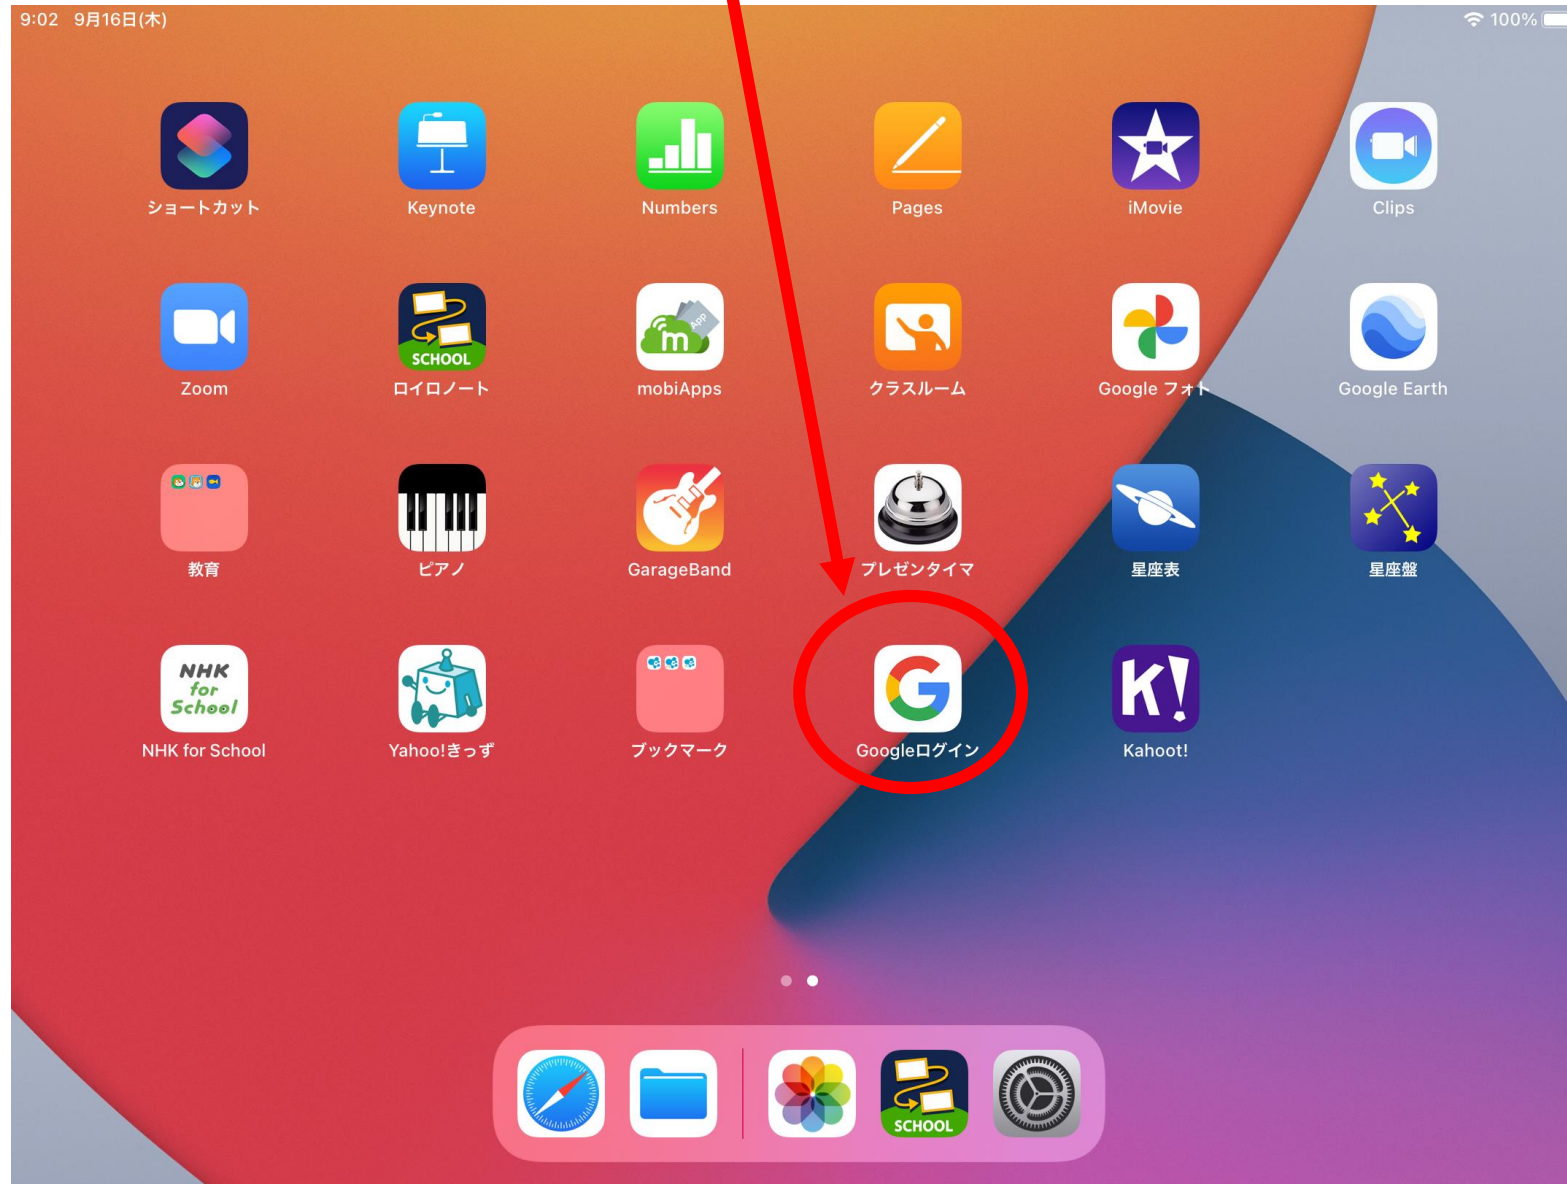 9:02 9月16日(木)
100%
ショートカット
Keynote
Numbers
Pages
iMovie
Clips
SCHOOL
m
App
Zoom
ロイロノート
mobiApps
クラスルーム
Google フォト
Google Earth
教育
ピアノ
GarageBand
プレゼンタイマ
星座表
星座盤
NHK
for
School
G
K!
NHK for School
Yahoo!きっず
ブックマーク
Googleログイン
Kahoot!
SCHOOL